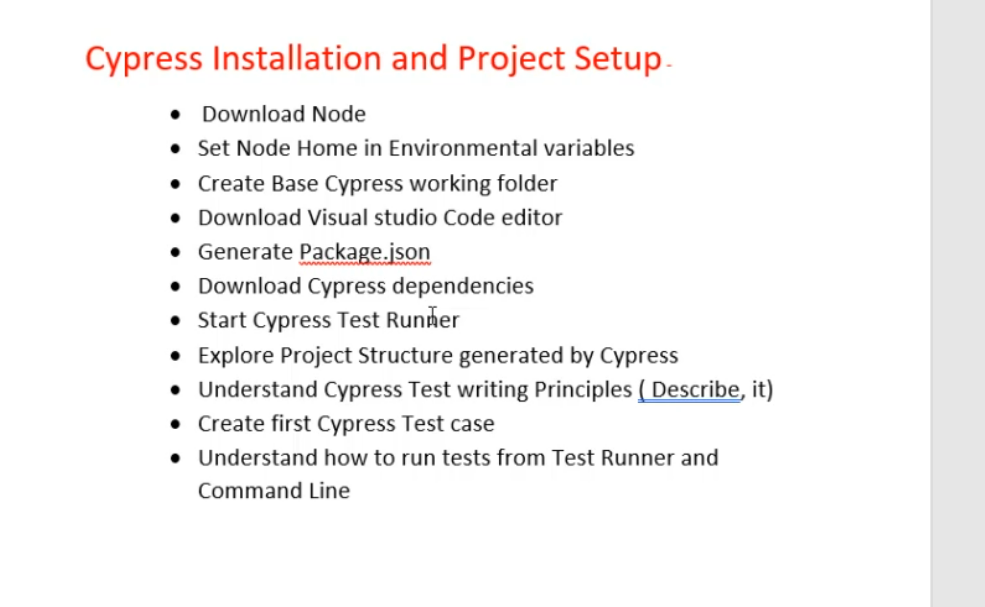 Cypress Installation and Project Setup-
• Download Node
• Set Node Home in Environmental variables
• Create Base Cypress working folder
• Download Visual studio Code editor
• Generate Package.json
• Download Cypress dependencies
• Start Cypress Test Runner
• Explore Project Structure generated by Cypress
• Understand Cypress Test writing Principles ( Describe, it)
• Create first Cypress Test case
• Understand how to run tests from Test Runner and
Command Line